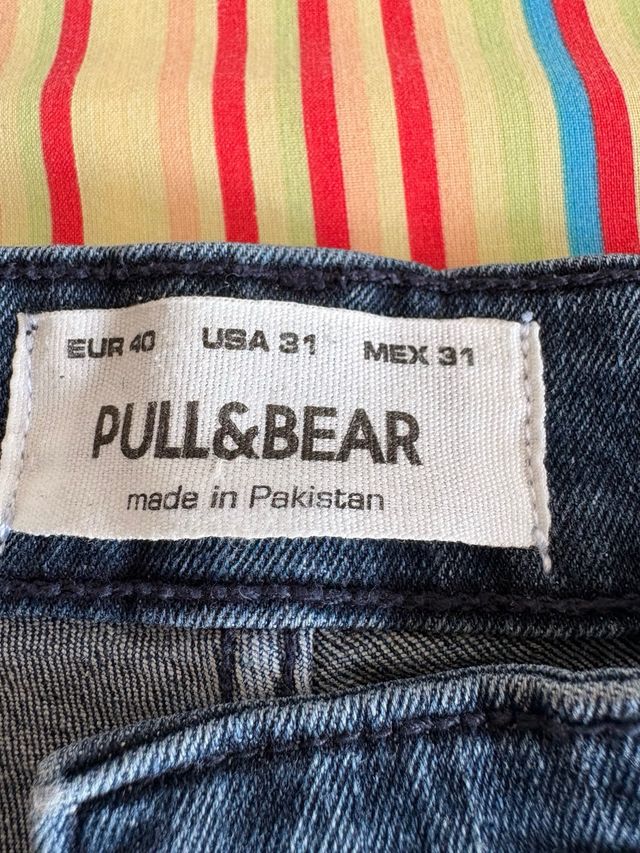 EUR 40 USA 31 MEX 31
PULL&BEAR
made in Pakistan